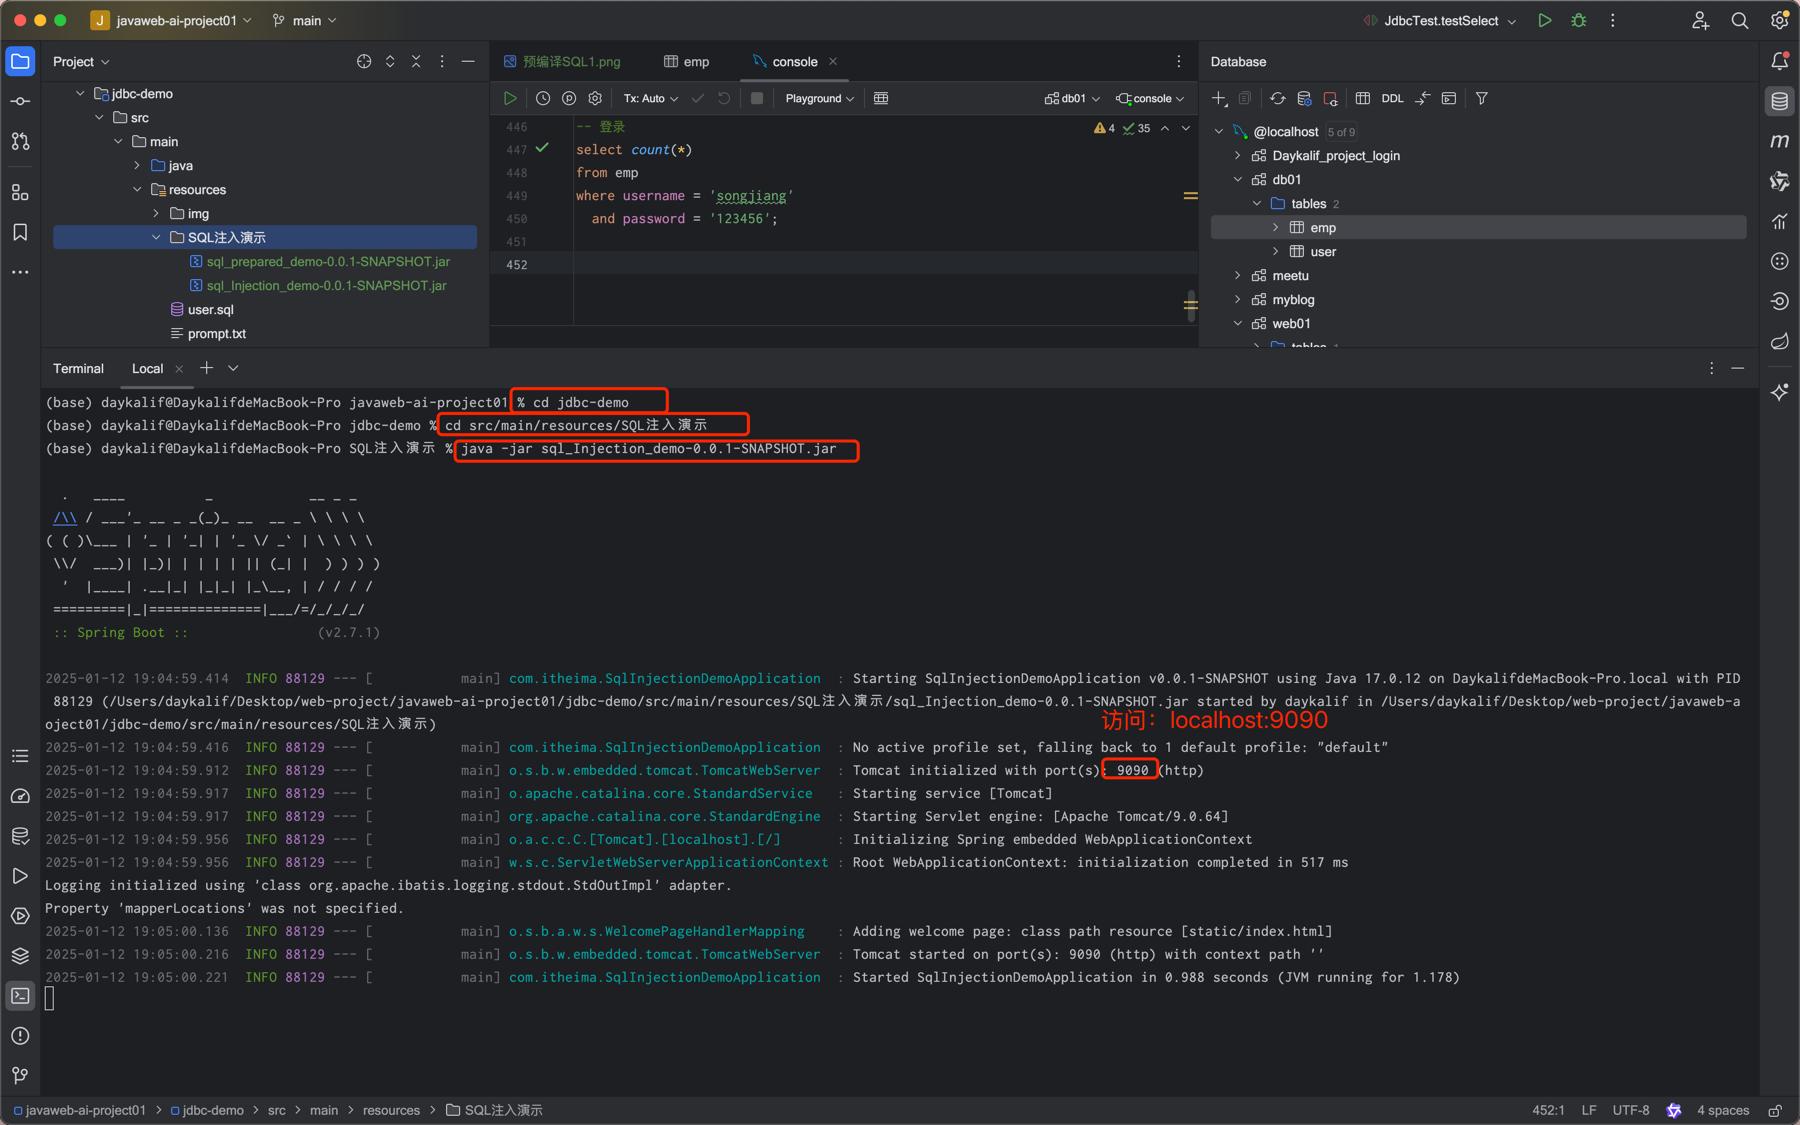 J javaweb-ai-project01 main JdbcTest.testSelect
Project
jdbc-demo
src
main
java
resources
img
SQL注入演示
sql_prepared_demo-0.0.1-SNAPSHOT.jar
sql_Injection_demo-0.0.1-SNAPSHOT.jar
user.sql
prompt.txt
预编译SQL1.png emp console
Tx: Auto Playground db01 console
446 -- 登录
447 select count(*)
448 from emp
449 where username = 'songjiang'
450 and password = '123456';
451
452
4 35
Database
DDL
@localhost 5 of 9
Daykalif_project_login
db01
tables 2
emp
user
meetu
myblog
web01
tables 1
Terminal Local
(base) daykalif@DaykalifdeMacBook-Pro javaweb-ai-project01 % cd jdbc-demo
(base) daykalif@DaykalifdeMacBook-Pro jdbc-demo % cd src/main/resources/SQL注入演示
(base) daykalif@DaykalifdeMacBook-Pro SQL注入演示 % java -jar sql_Injection_demo-0.0.1-SNAPSHOT.jar
:: Spring Boot :: (v2.7.1)
2025-01-12 19:04:59.414 INFO 88129 --- [ main] com.itheima.SqlInjectionDemoApplication : Starting SqlInjectionDemoApplication v0.0.1-SNAPSHOT using Java 17.0.12 on DaykalifdeMacBook-Pro.local with PID
88129 (/Users/daykalif/Desktop/web-project/javaweb-ai-project01/jdbc-demo/src/main/resources/SQL注入演示/sql_Injection_demo-0.0.1-SNAPSHOT.jar started by daykalif in /Users/daykalif/Desktop/web-project/javaweb-a
访问：localhost:9090
oject01/jdbc-demo/src/main/resources/SQL注入演示)
2025-01-12 19:04:59.416 INFO 88129 --- [ main] com.itheima.SqlInjectionDemoApplication : No active profile set, falling back to 1 default profile: "default"
2025-01-12 19:04:59.912 INFO 88129 --- [ main] o.s.b.w.embedded.tomcat.TomcatWebServer : Tomcat initialized with port(s): 9090 (http)
2025-01-12 19:04:59.917 INFO 88129 --- [ main] o.apache.catalina.core.StandardService : Starting service [Tomcat]
2025-01-12 19:04:59.917 INFO 88129 --- [ main] org.apache.catalina.core.StandardEngine : Starting Servlet engine: [Apache Tomcat/9.0.64]
2025-01-12 19:04:59.956 INFO 88129 --- [ main] o.a.c.c.C.[Tomcat].[localhost].[/] : Initializing Spring embedded WebApplicationContext
2025-01-12 19:04:59.956 INFO 88129 --- [ main] w.s.c.ServletWebServerApplicationContext : Root WebApplicationContext: initialization completed in 517 ms
Logging initialized using 'class org.apache.ibatis.logging.stdout.StdOutImpl' adapter.
Property 'mapperLocations' was not specified.
2025-01-12 19:05:00.136 INFO 88129 --- [ main] o.s.b.a.w.s.WelcomePageHandlerMapping : Adding welcome page: class path resource [static/index.html]
2025-01-12 19:05:00.216 INFO 88129 --- [ main] o.s.b.w.embedded.tomcat.TomcatWebServer : Tomcat started on port(s): 9090 (http) with context path ''
2025-01-12 19:05:00.221 INFO 88129 --- [ main] com.itheima.SqlInjectionDemoApplication : Started SqlInjectionDemoApplication in 0.988 seconds (JVM running for 1.178)
javaweb-ai-project01 > jdbc-demo > src > main > resources > SQL注入演示 452:1 LF UTF-8 4 spaces